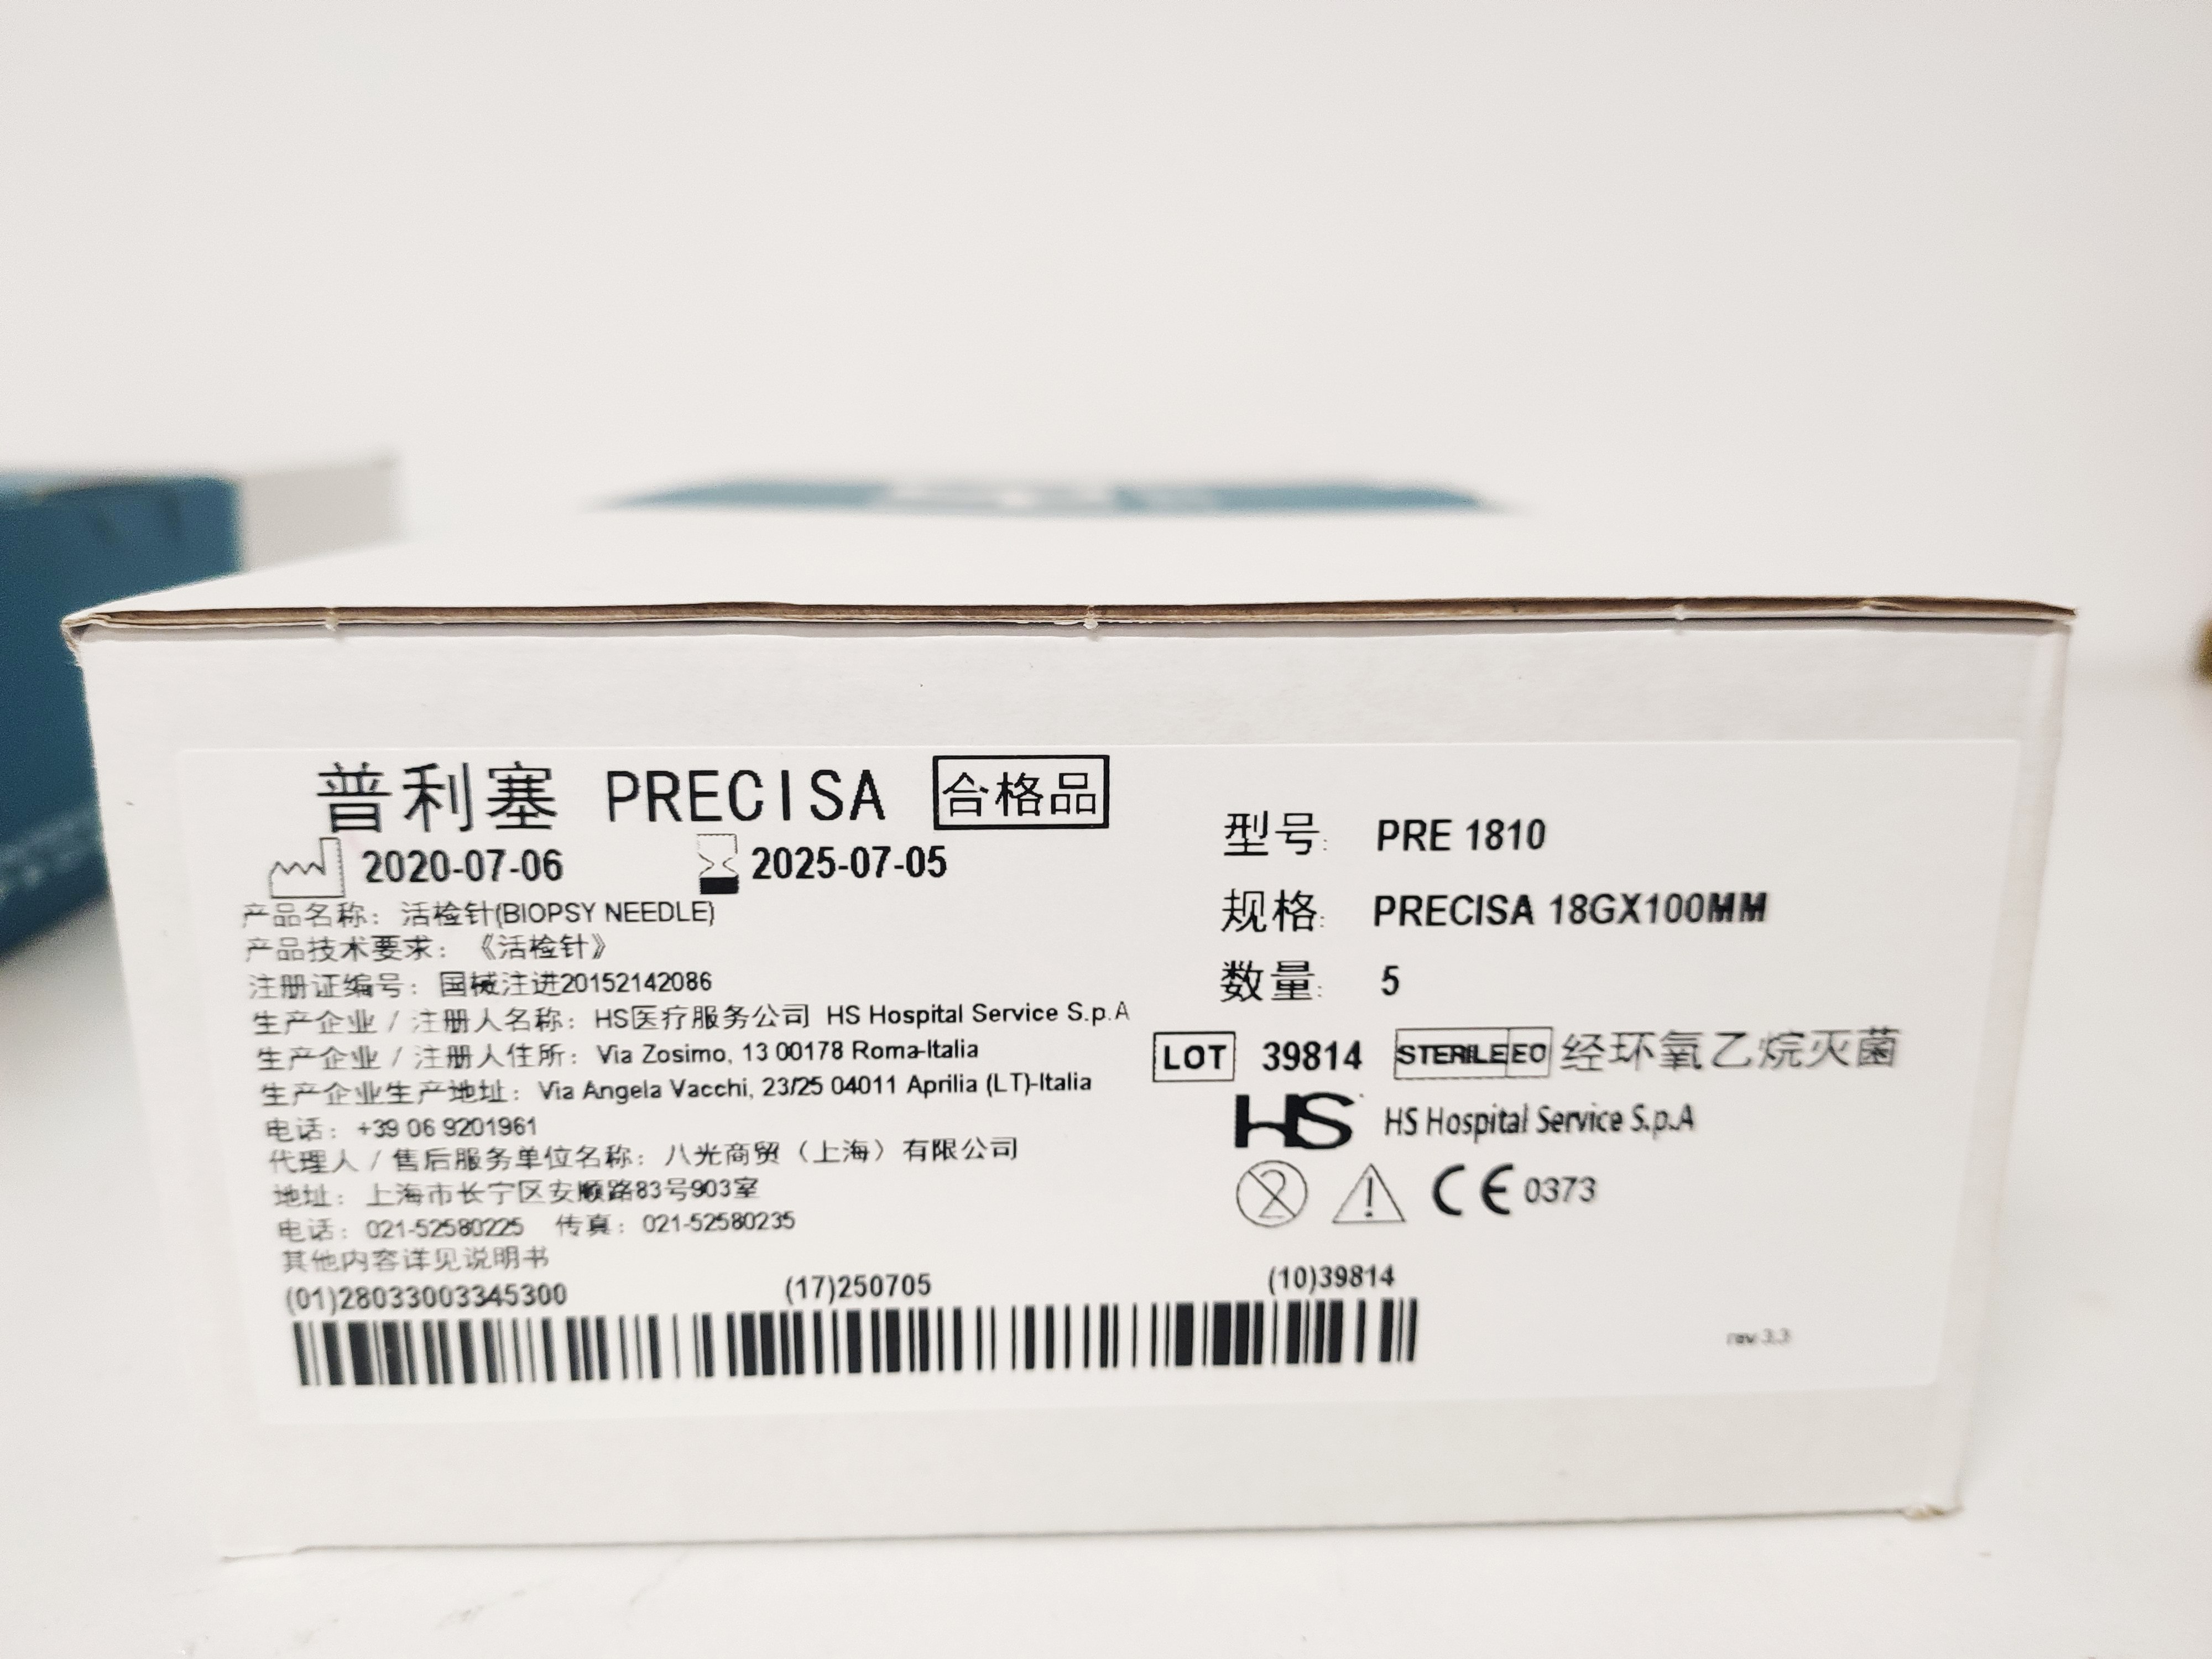 普利塞 PRECISA 合格品
2020-07-06 2025-07-05
产品名称：活检针(BIOPSY NEEDLE)
产品技术要求：《活检针》
注册证编号：国械注进20152142086
生产企业 / 注册人名称：HS医疗服务公司 HS Hospital Service S.p.A
生产企业 / 注册人住所：Via Zosimo, 13 00178 Roma-Italia
生产企业生产地址：Via Angela Vacchi, 23/25 04011 Aprilia (LT)-Italia
电话：+39 06 9201961
代理人 / 售后服务单位名称：八光商贸（上海）有限公司
地址：上海市长宁区安顺路83号903室
电话：021-52580225 传真：021-52580235
其他内容详见说明书
(01)28033003345300 (17)250705 (10)39814
型号: PRE 1810
规格: PRECISA 18GX100MM
数量: 5
LOT 39814 STERILE EO 经环氧乙烷灭菌
HS HS Hospital Service S.p.A
2 ! CE 0373
rev 3.3